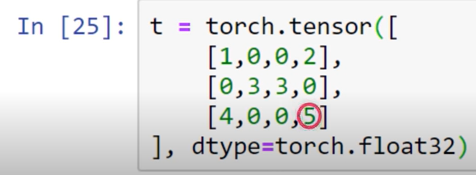 In [25]: t = torch.tensor([
[1,0,0,2],
[0,3,3,0],
[4,0,0,5]
], dtype=torch.float32)